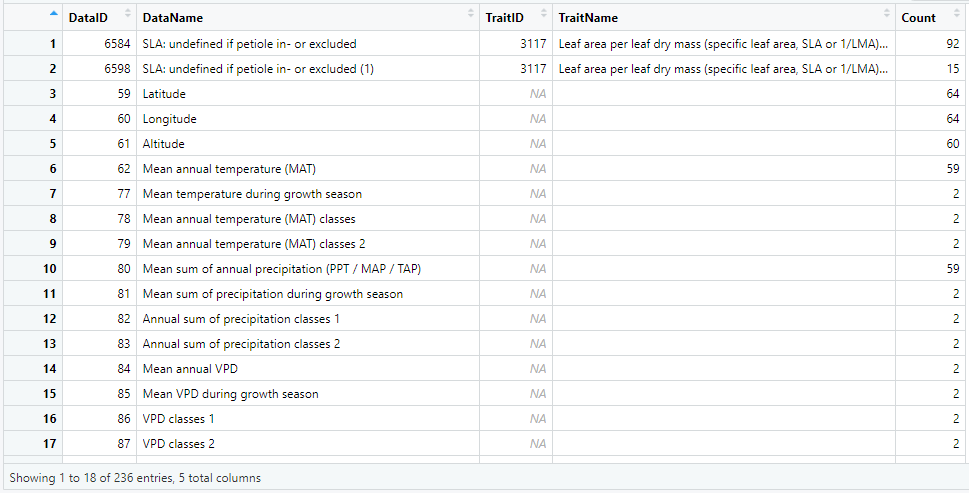 DataID DataName TraitID TraitName Count
1 6584 SLA: undefined if petiole in- or excluded 3117 Leaf area per leaf dry mass (specific leaf area, SLA or 1/LMA)... 92
2 6598 SLA: undefined if petiole in- or excluded (1) 3117 Leaf area per leaf dry mass (specific leaf area, SLA or 1/LMA)... 15
3 59 Latitude NA 64
4 60 Longitude NA 64
5 61 Altitude NA 60
6 62 Mean annual temperature (MAT) NA 59
7 77 Mean temperature during growth season NA 2
8 78 Mean annual temperature (MAT) classes NA 2
9 79 Mean annual temperature (MAT) classes 2 NA 2
10 80 Mean sum of annual precipitation (PPT / MAP / TAP) NA 59
11 81 Mean sum of precipitation during growth season NA 2
12 82 Annual sum of precipitation classes 1 NA 2
13 83 Annual sum of precipitation classes 2 NA 2
14 84 Mean annual VPD NA 2
15 85 Mean VPD during growth season NA 2
16 86 VPD classes 1 NA 2
17 87 VPD classes 2 NA 2
Showing 1 to 18 of 236 entries, 5 total columns